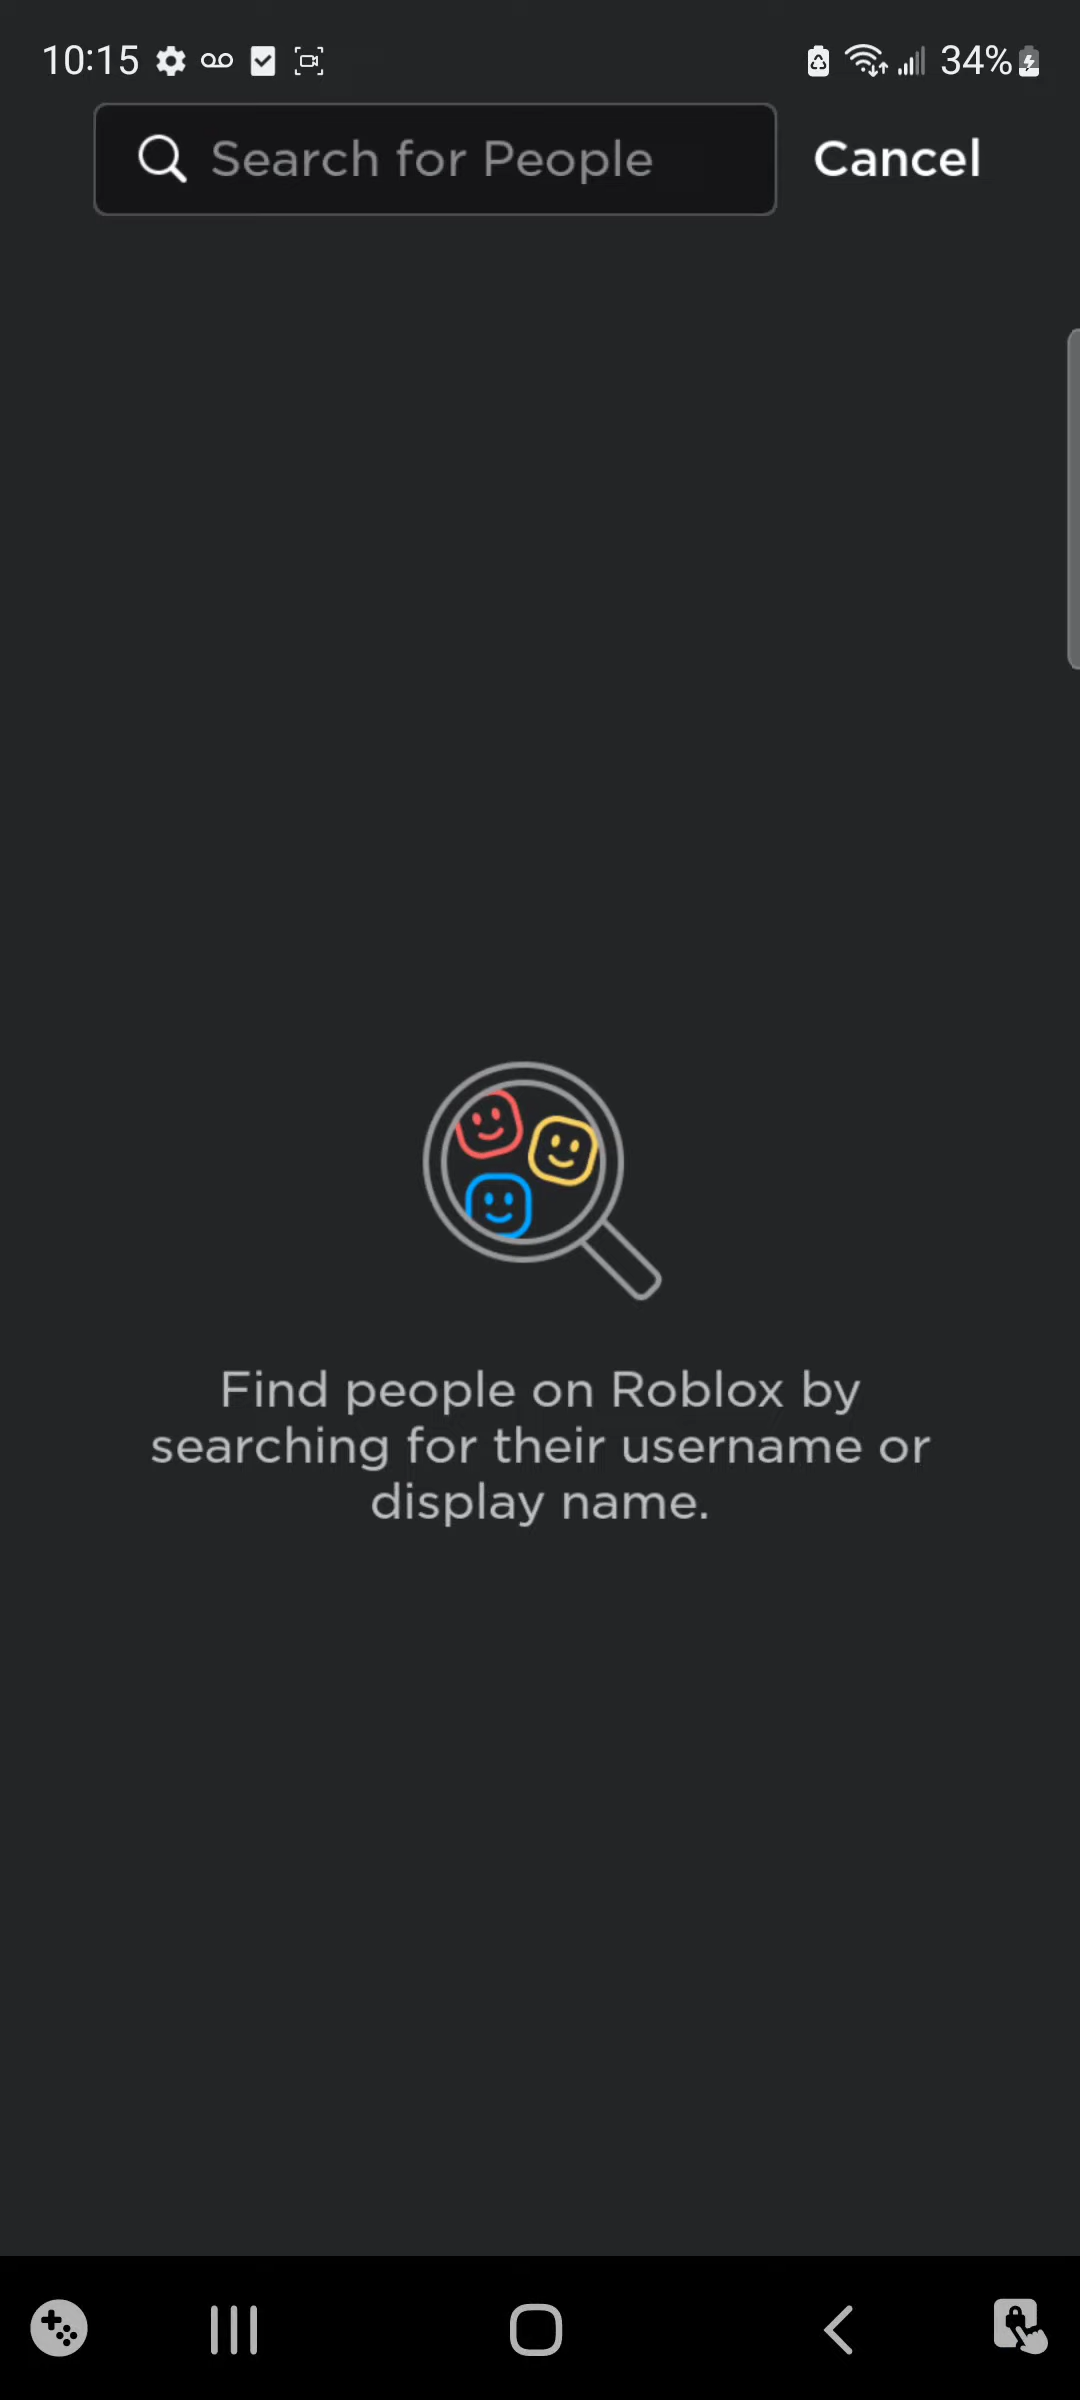 10:15 34%
Search for People Cancel
Find people on Roblox by
searching for their username or
display name.